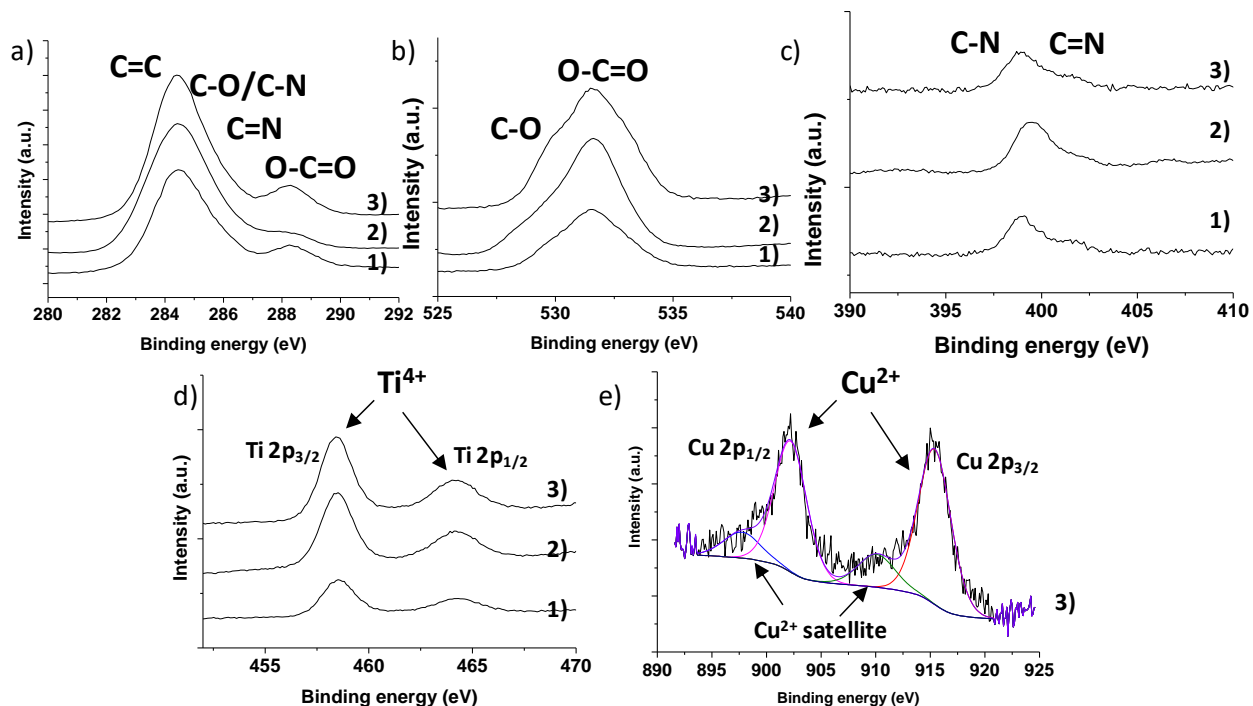 a)
C=C
C-O/C-N
C=N
O-C=O
3)
2)
1)
Intensity (a.u.)
280 282 284 286 288 290 292
Binding energy (eV)
b)
O-C=O
C-O
3)
2)
1)
Intensity (a.u.)
525 530 535 540
Binding energy (eV)
c)
C-N C=N
3)
2)
1)
Intensity (a.u.)
390 395 400 405 410
Binding energy (eV)
d)
Ti⁴⁺
Ti 2p₃/₂
Ti 2p₁/₂
3)
2)
1)
Intensity (a.u.)
455 460 465 470
Binding energy (eV)
e)
Cu²⁺
Cu 2p₁/₂
Cu 2p₃/₂
Cu²⁺ satellite
3)
Intensity (a.u.)
890 895 900 905 910 915 920 925
Binding energy (eV)